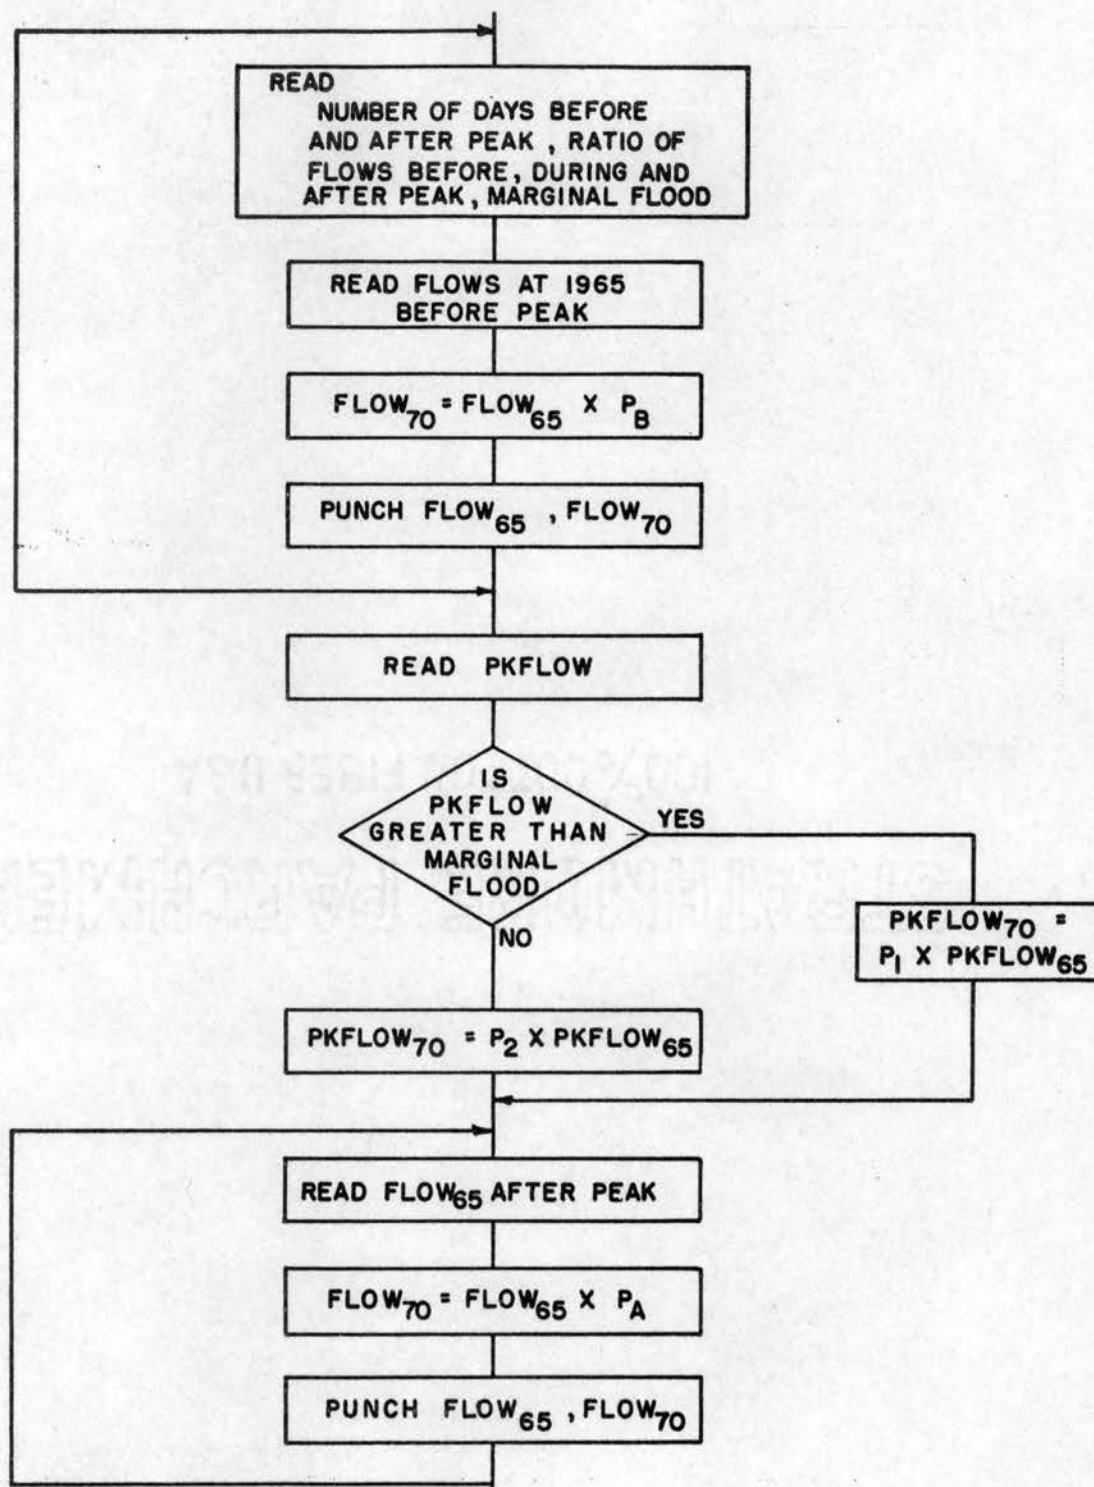 READ
NUMBER OF DAYS BEFORE
AND AFTER PEAK , RATIO OF
FLOWS BEFORE, DURING AND
AFTER PEAK, MARGINAL FLOOD
READ FLOWS AT 1965
BEFORE PEAK
FLOW70 = FLOW65 X PB
PUNCH FLOW65 , FLOW70
READ PKFLOW
IS
PKFLOW
GREATER THAN
MARGINAL
FLOOD
YES
NO
PKFLOW70 =
P1 X PKFLOW65
PKFLOW70 = P2 X PKFLOW65
READ FLOW65 AFTER PEAK
FLOW70 = FLOW65 X PA
PUNCH FLOW65 , FLOW70